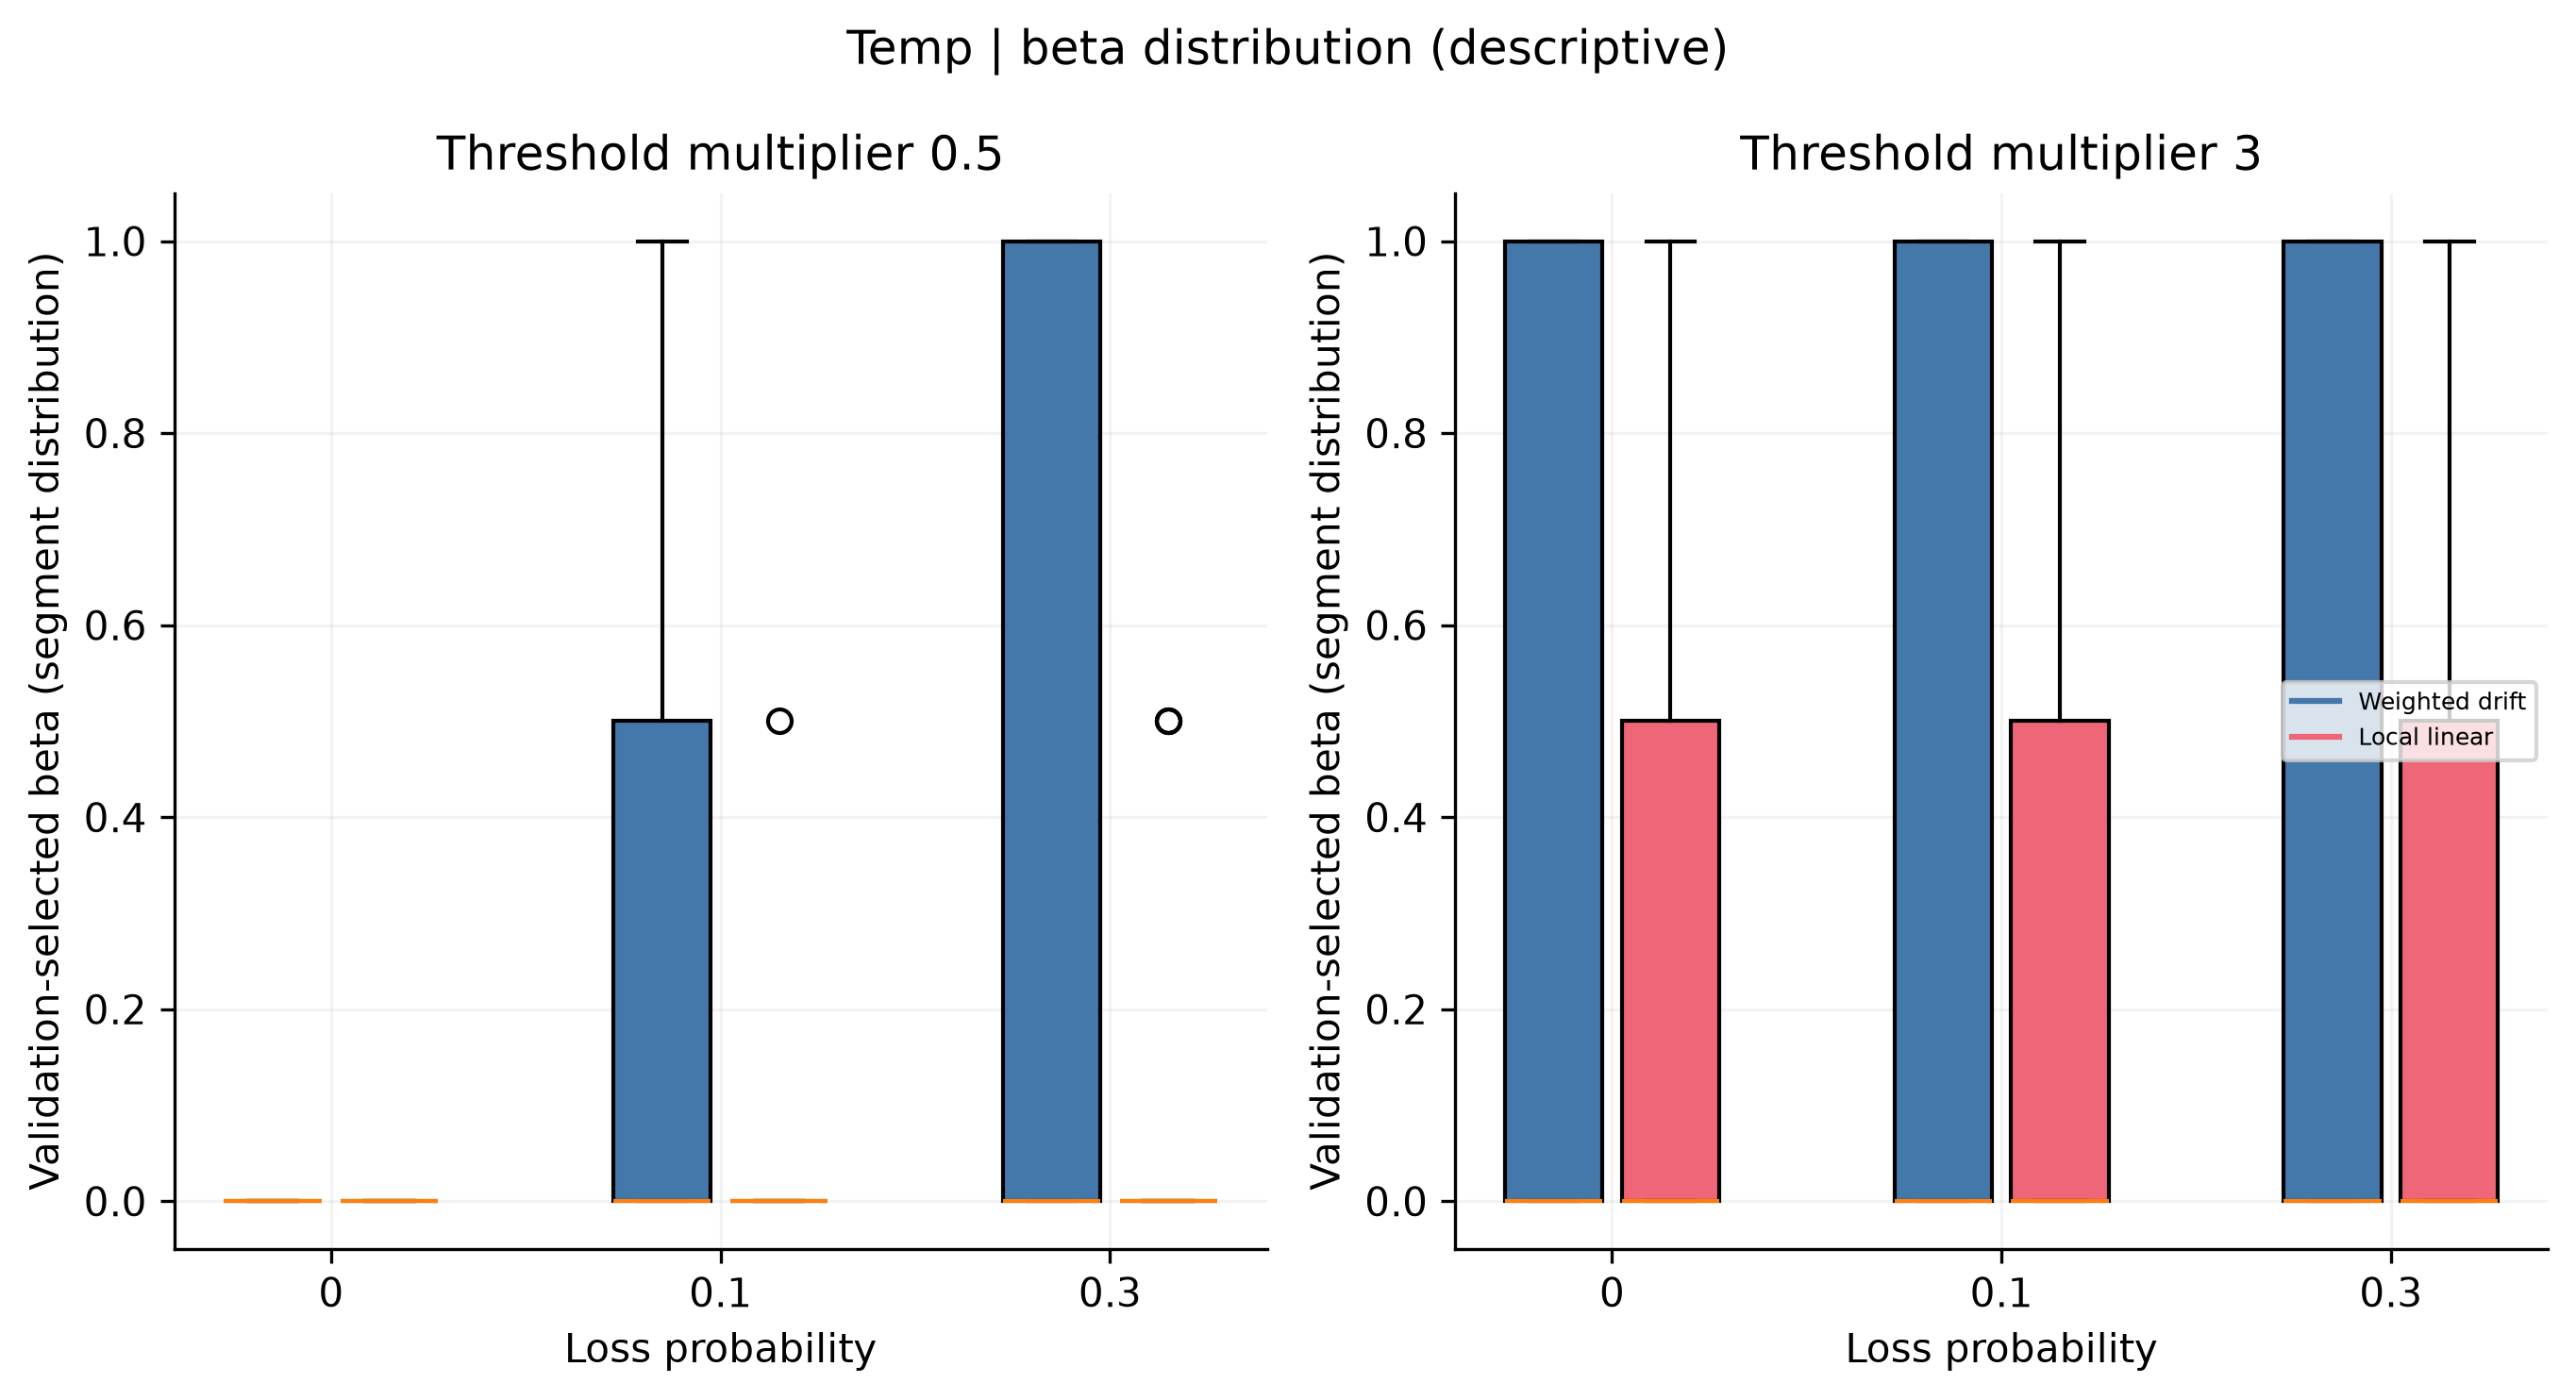 Temp | beta distribution (descriptive)
Threshold multiplier 0.5
Validation-selected beta (segment distribution)
1.0
0.8
0.6
0.4
0.2
0.0
0 0.1 0.3
Loss probability
Threshold multiplier 3
Validation-selected beta (segment distribution)
1.0
0.8
0.6
0.4
0.2
0.0
Weighted drift
Local linear
0 0.1 0.3
Loss probability